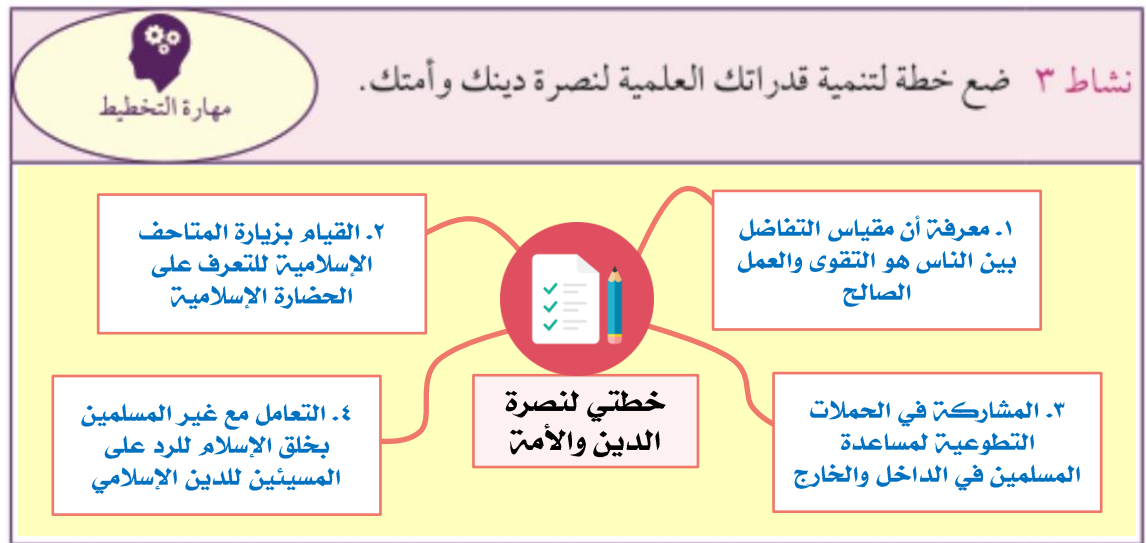 نشاط ٣ ضع خطة لتنمية قدراتك العلمية لنصرة دينك وأمتك.
مهارة التخطيط
١. معرفة أن مقياس التفاضل
بين الناس هو التقوى والعمل
الصالح
٢. القيام بزيارة المتاحف
الإسلامية للتعرف على
الحضارة الإسلامية
خطتي لنصرة
الدين والأمة
٣. المشاركة في الحملات
التطوعية لمساعدة
المسلمين في الداخل والخارج
٤. التعامل مع غير المسلمين
بخلق الإسلام للرد على
المسيئين للدين الإسلامي